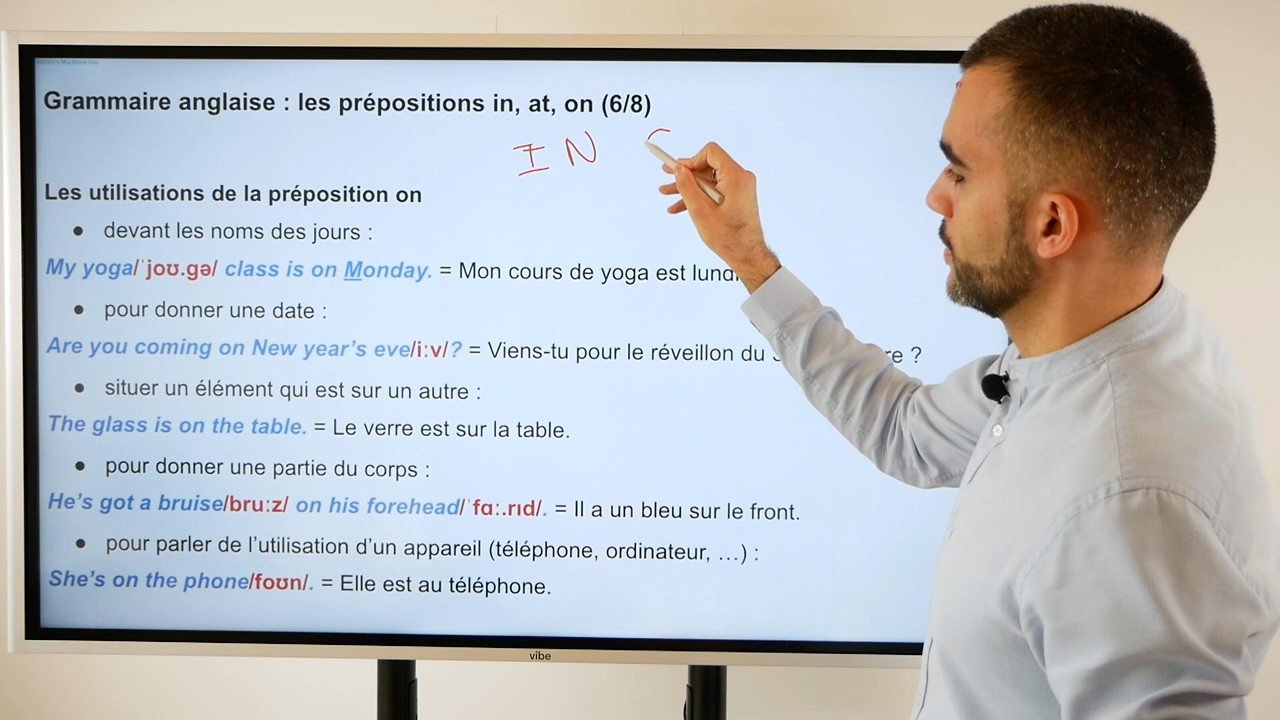 Grammaire anglaise : les prépositions in, at, on (6/8)
IN
Les utilisations de la préposition on
● devant les noms des jours :
My yoga/ˈjoʊ.gə/ class is on Monday. = Mon cours de yoga est
● pour donner une date :
Are you coming on New year’s eve/iːv/? = Viens-tu pour le réveillon du ?
● situer un élément qui est sur un autre :
The glass is on the table. = Le verre est sur la table.
● pour donner une partie du corps :
He’s got a bruise/bruːz/ on his forehead/ˈfɑː.rɪd/. = Il a un bleu sur le front.
● pour parler de l’utilisation d’un appareil (téléphone, ordinateur, …) :
She’s on the phone/foʊn/. = Elle est au téléphone.
vibe